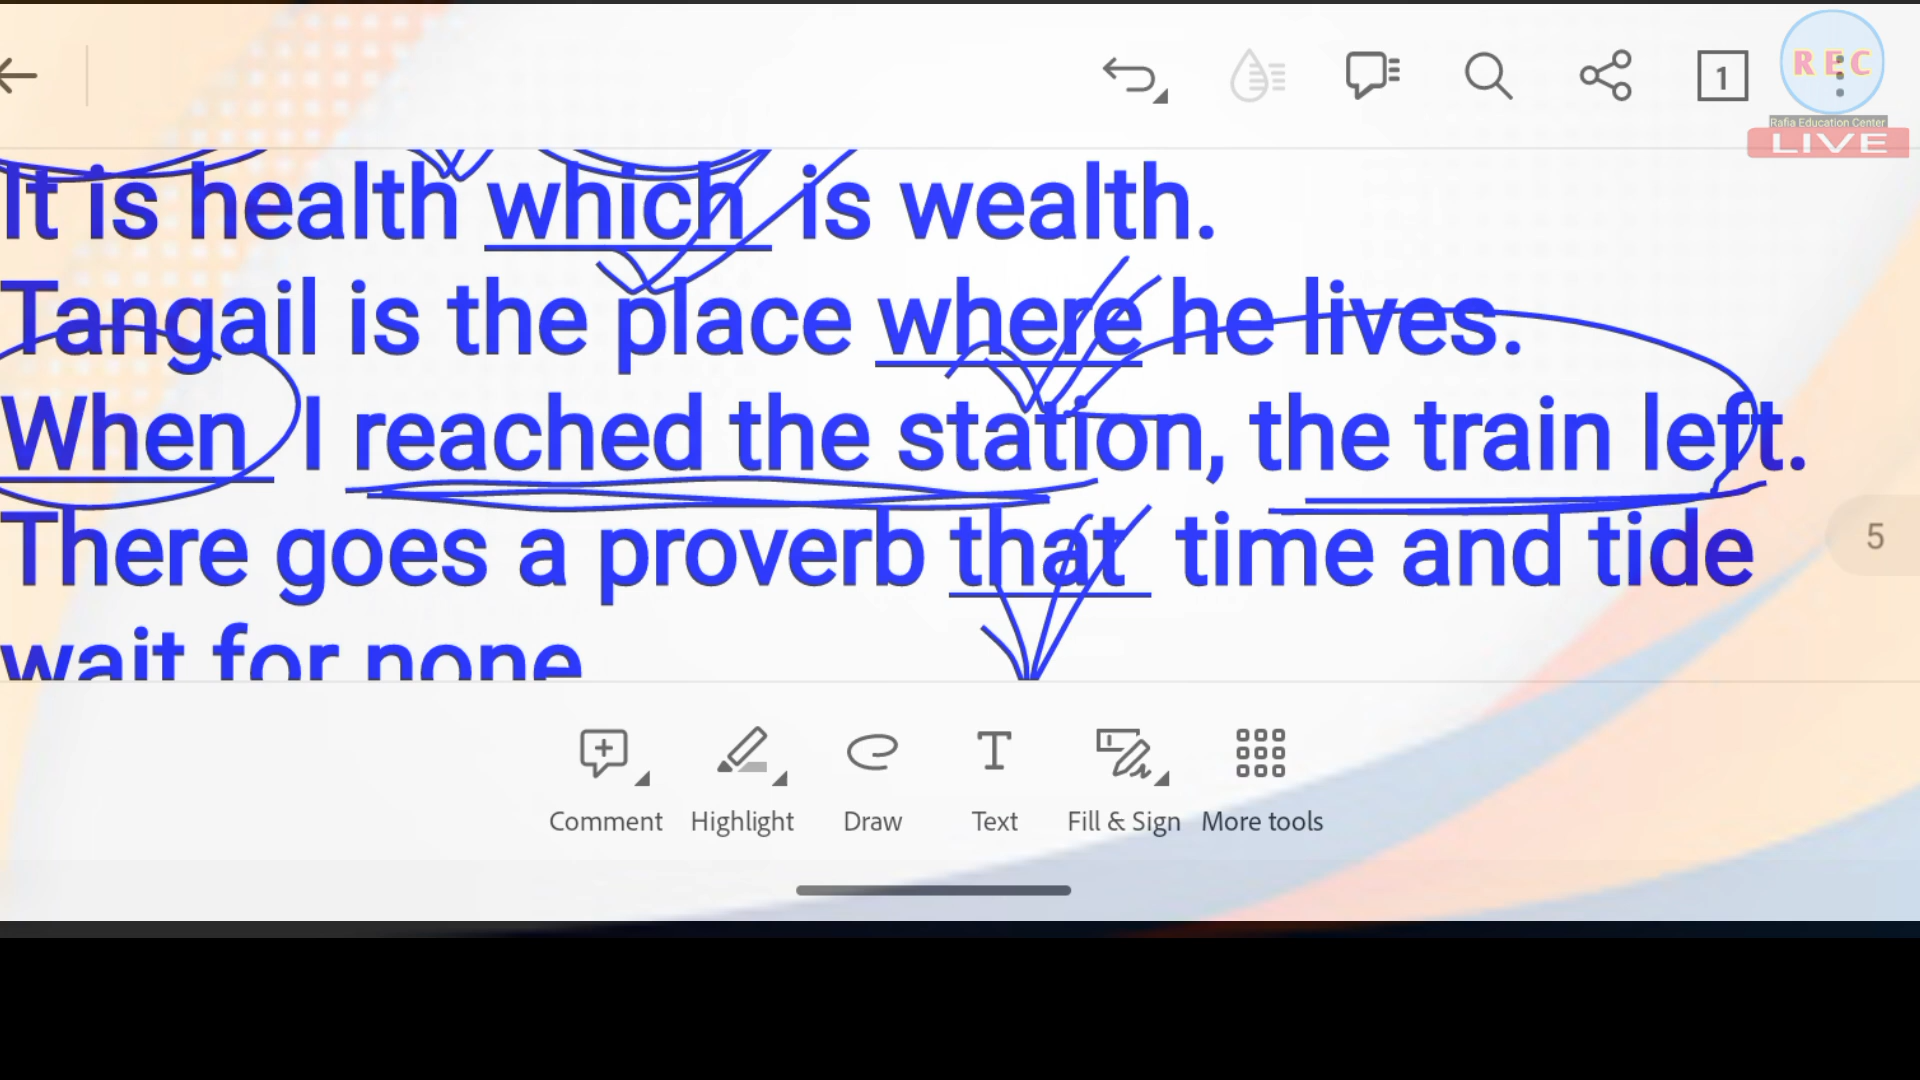 1
REC
Rafia Education Center
LIVE
It is health which is wealth.
Tangail is the place where he lives.
When I reached the station, the train left.
There goes a proverb that time and tide
wait for none
5
Comment Highlight Draw Text Fill & Sign More tools